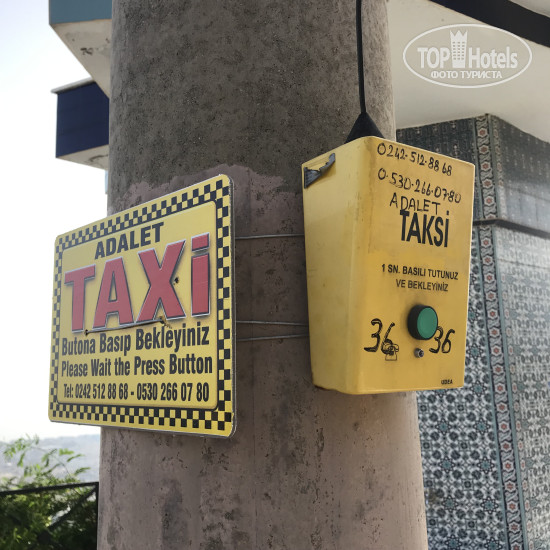 TOP Hotels
ФОТО ТУРИСТА
ADALET
TAXi
Butona Basıp Bekleyiniz
Please Wait the Press Button
Tel: 0242 512 88 68 - 0530 266 07 80
0242-512-88 68
0-530-266-0780
ADALET
TAKSİ
1 SN. BASILI TUTUNUZ
VE BEKLEYİNİZ
36 36